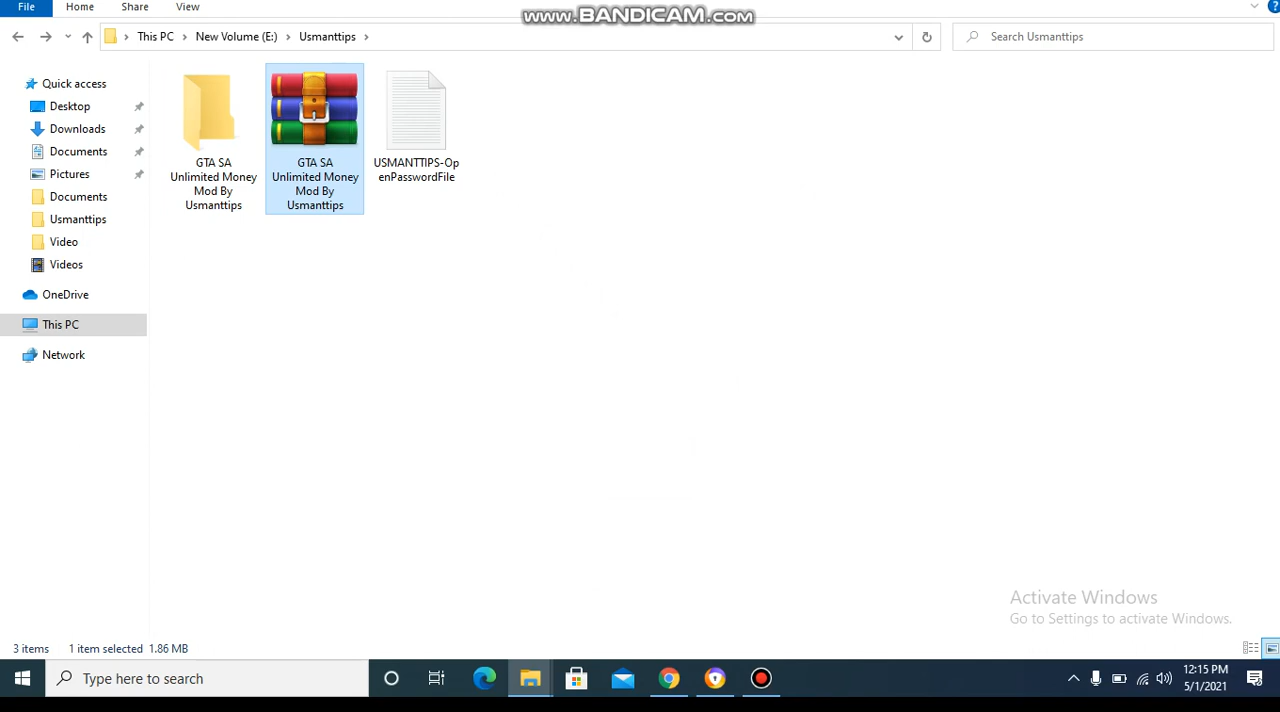 www.BANDICAM.com
File Home Share View
This PC New Volume (E:) Usmanttips
Search Usmanttips
Quick access
Desktop
Downloads
Documents
Pictures
Documents
Usmanttips
Video
Videos
OneDrive
This PC
Network
GTA SA
Unlimited Money
Mod By
Usmanttips
GTA SA
Unlimited Money
Mod By
Usmanttips
USMANTTIPS-Op
enPasswordFile
Activate Windows
Go to Settings to activate Windows.
3 items 1 item selected 1.86 MB
Type here to search
12:15 PM
5/1/2021